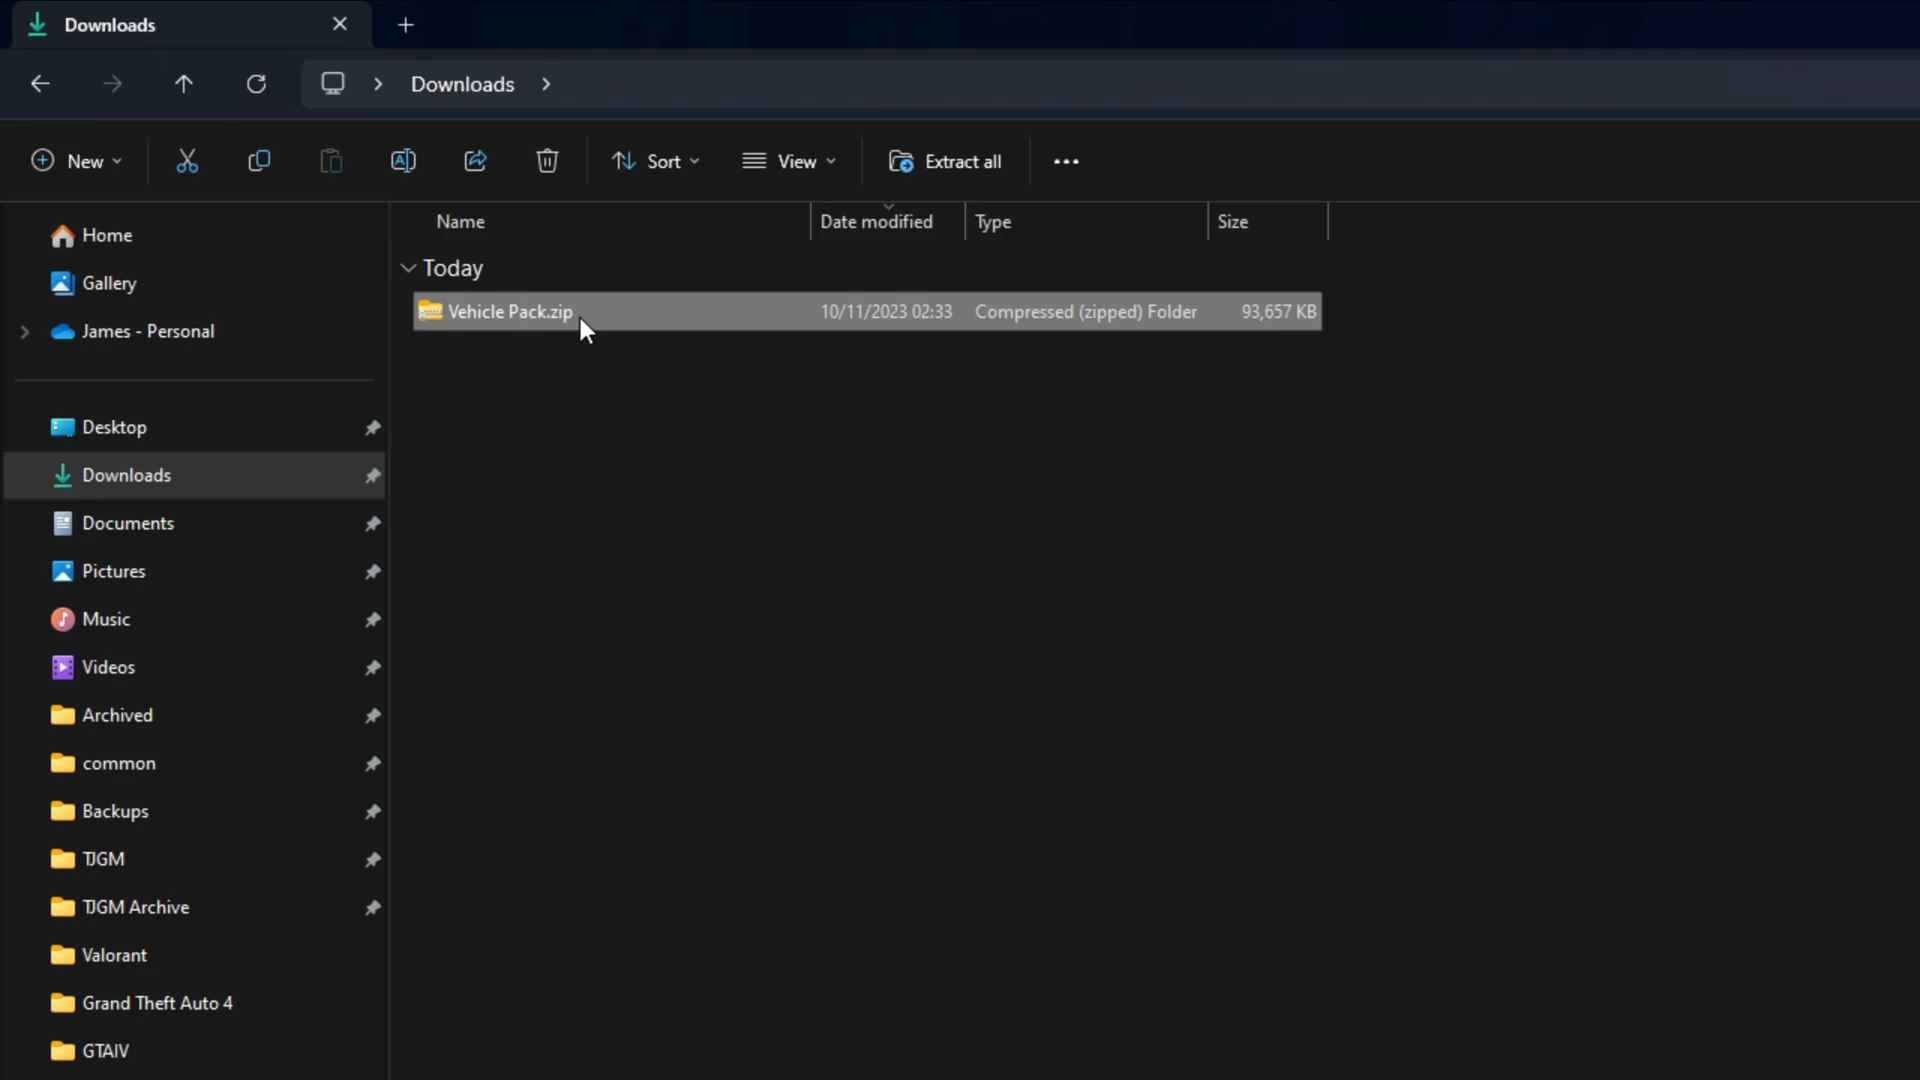 Downloads
Downloads
New
Sort
View
Extract all
Name
Date modified
Type
Size
Home
Gallery
James - Personal
Desktop
Downloads
Documents
Pictures
Music
Videos
Archived
common
Backups
TJGM
TJGM Archive
Valorant
Grand Theft Auto 4
GTAIV
Today
Vehicle Pack.zip 10/11/2023 02:33 Compressed (zipped) Folder 93,657 KB